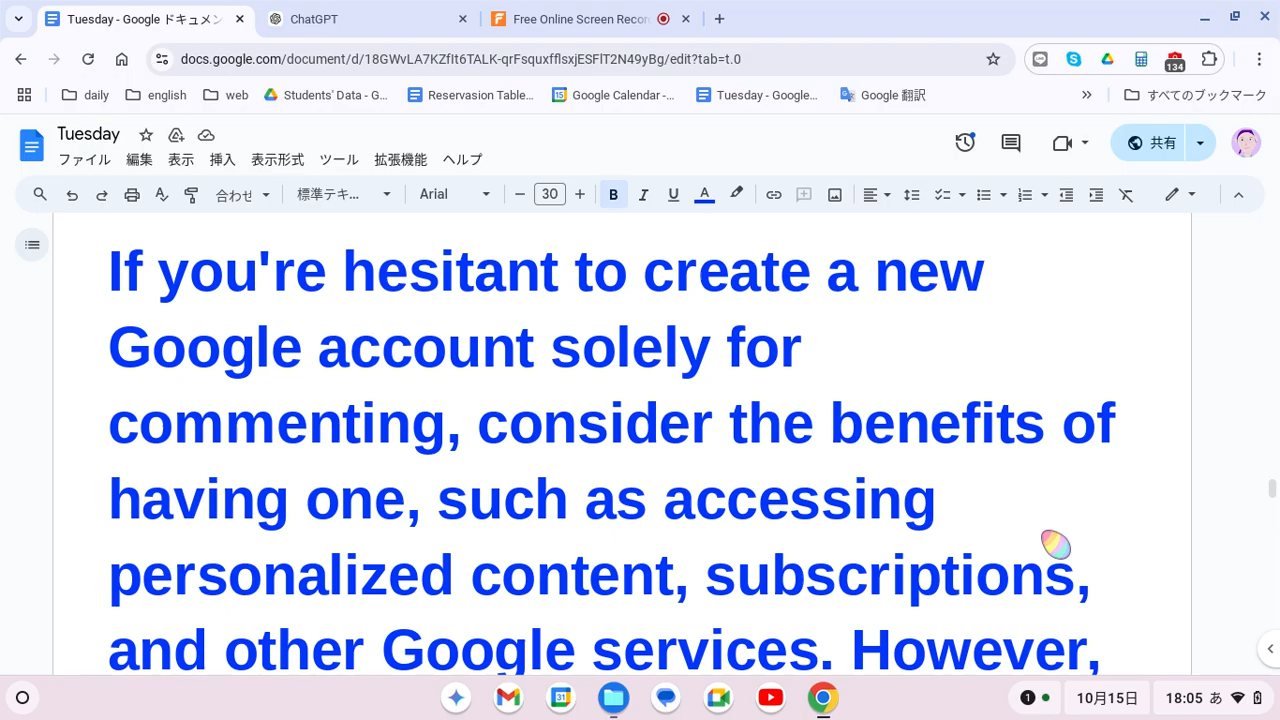 Tuesday - Google ドキュメン
ChatGPT
Free Online Screen Recor
docs.google.com/document/d/
/edit?tab=t.0
daily
english
web
Students' Data - G...
Reservasion Table...
Google Calendar -...
Tuesday - Google...
Google 翻訳
すべてのブックマーク
134
Tuesday
ファイル 編集 表示 挿入 表示形式 ツール 拡張機能 ヘルプ
共有
合わせ
標準テキ...
Arial
30
B I U A
If you're hesitant to create a new
Google account solely for
commenting, consider the benefits of
having one, such as accessing
personalized content, subscriptions,
and other Google services. However,
1
10月15日
18:05 あ